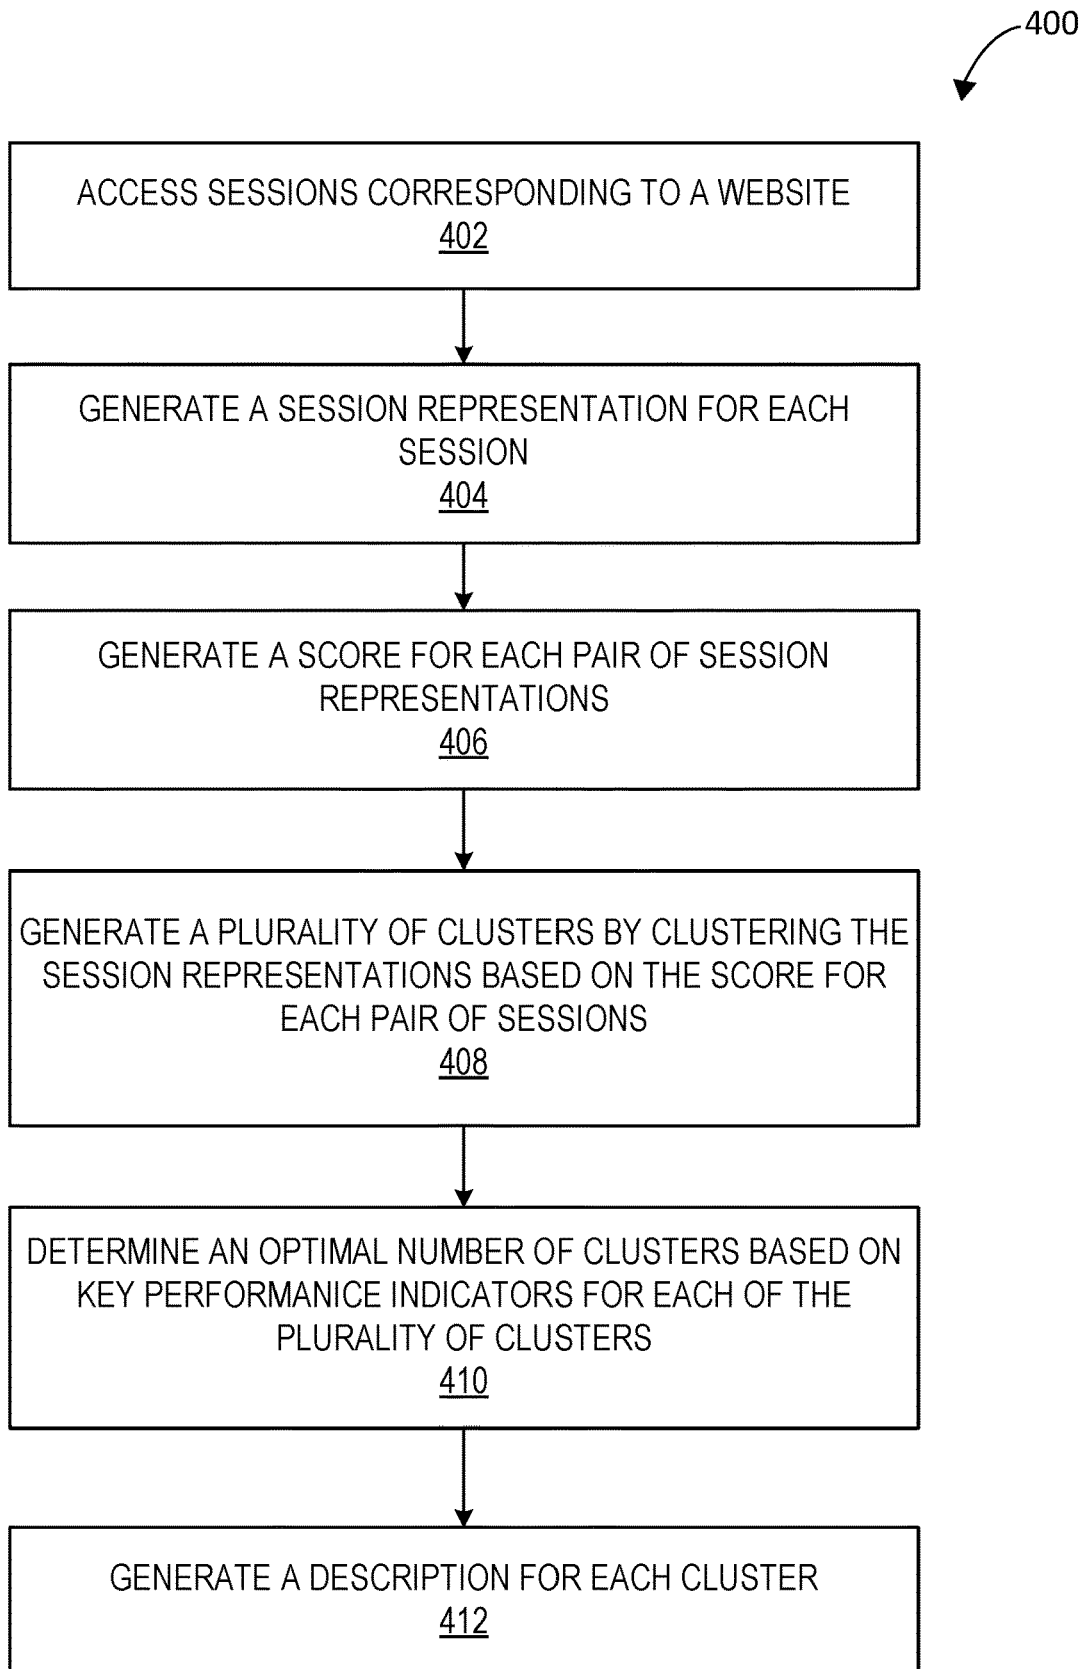 400
ACCESS SESSIONS CORRESPONDING TO A WEBSITE
402
GENERATE A SESSION REPRESENTATION FOR EACH
SESSION
404
GENERATE A SCORE FOR EACH PAIR OF SESSION
REPRESENTATIONS
406
GENERATE A PLURALITY OF CLUSTERS BY CLUSTERING THE
SESSION REPRESENTATIONS BASED ON THE SCORE FOR
EACH PAIR OF SESSIONS
408
DETERMINE AN OPTIMAL NUMBER OF CLUSTERS BASED ON
KEY PERFORMANICE INDICATORS FOR EACH OF THE
PLURALITY OF CLUSTERS
410
GENERATE A DESCRIPTION FOR EACH CLUSTER
412